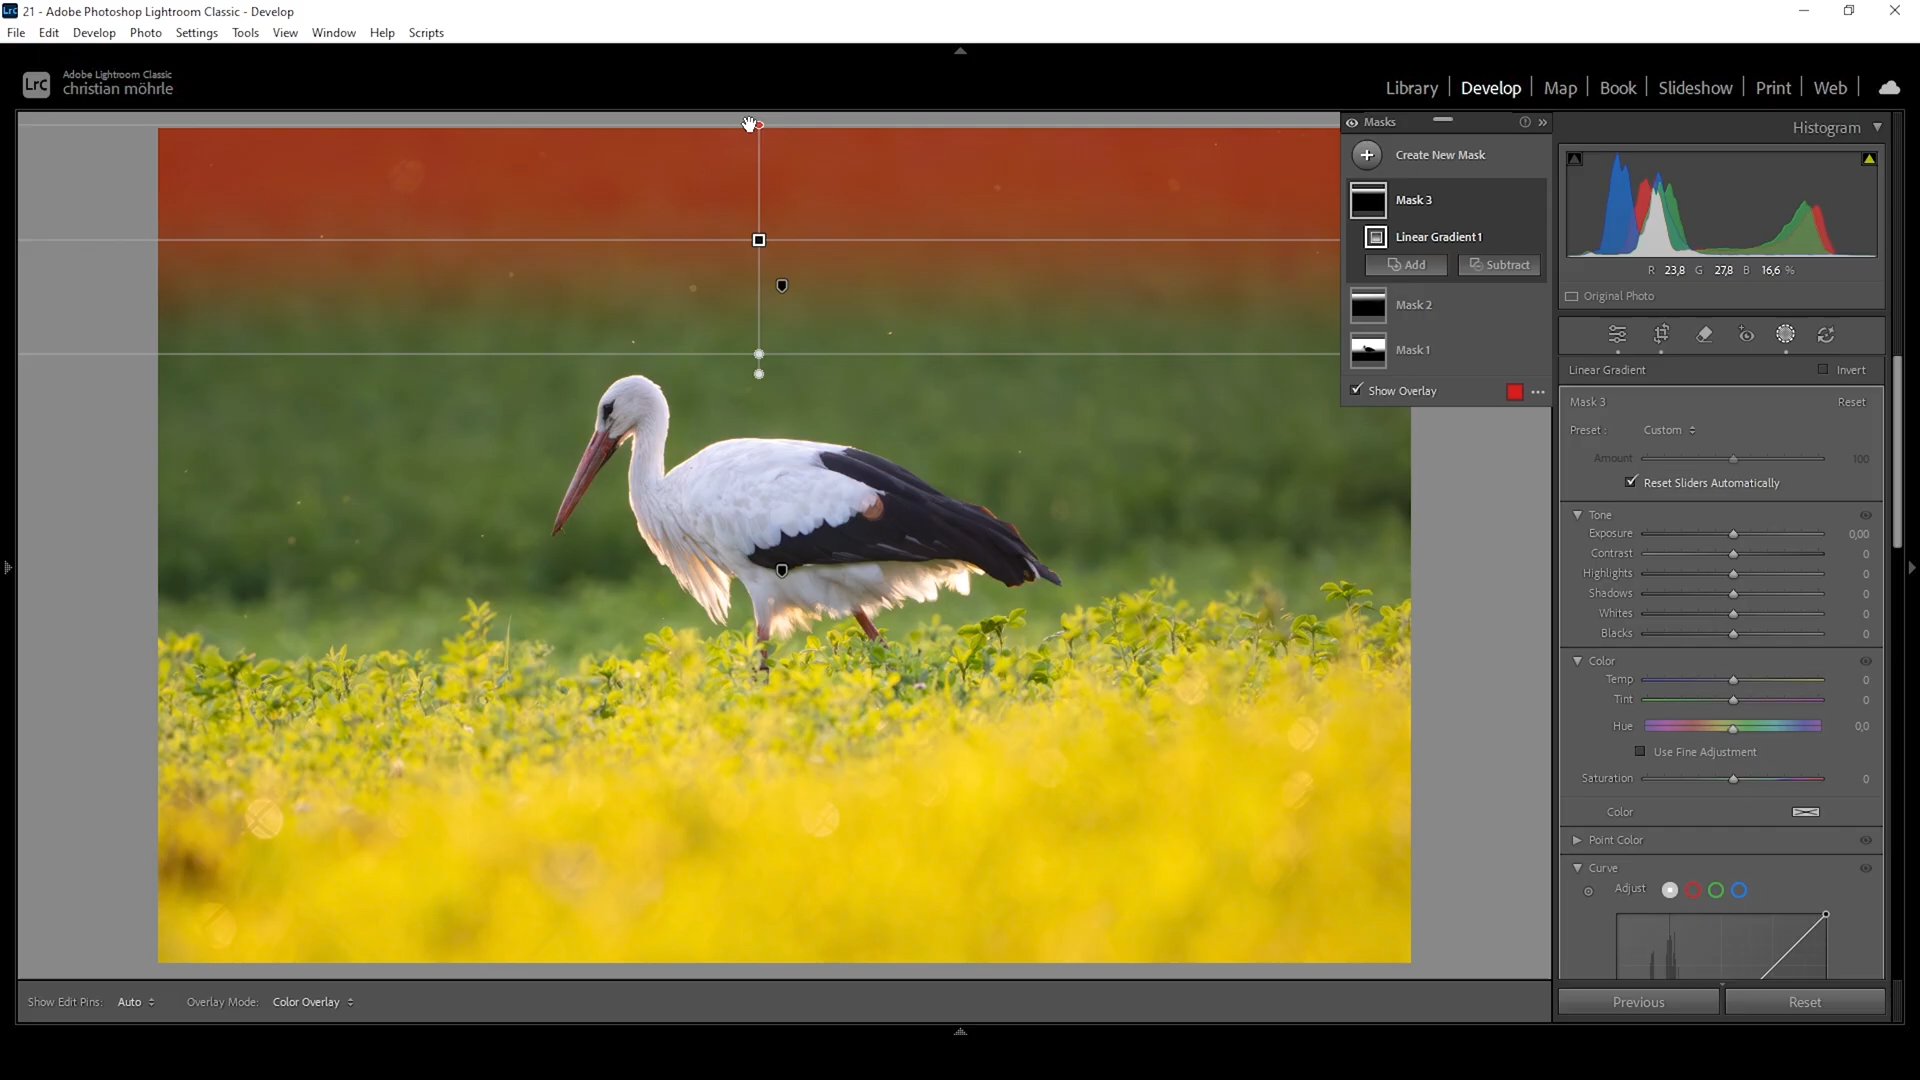 21 - Adobe Photoshop Lightroom Classic - Develop
File Edit Develop Photo Settings Tools View Window Help Scripts
LrC
Adobe Lightroom Classic
christian möhrle
Library Develop Map Book Slideshow Print Web
Masks
Create New Mask
Mask 3
Linear Gradient 1
Add Subtract
Mask 2
Mask 1
Show Overlay
Histogram
R 23,8 G 27,8 B 16,6 %
Original Photo
Linear Gradient Invert
Mask 3 Reset
Preset : Custom
Amount 100
Reset Sliders Automatically
Tone
Exposure 0,00
Contrast 0
Highlights 0
Shadows 0
Whites 0
Blacks 0
Color
Temp 0
Tint 0
Hue 0,0
Use Fine Adjustment
Saturation 0
Color
Point Color
Curve
Adjust
Previous Reset
Show Edit Pins: Auto Overlay Mode: Color Overlay